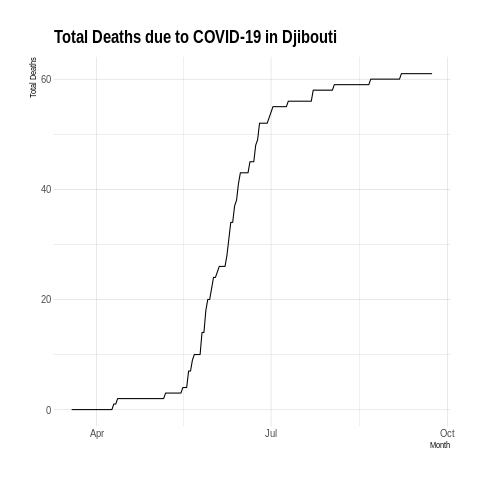 Total Deaths due to COVID-19 in Djibouti
Total Deaths
60
40
20
0
Apr Jul Oct
Month